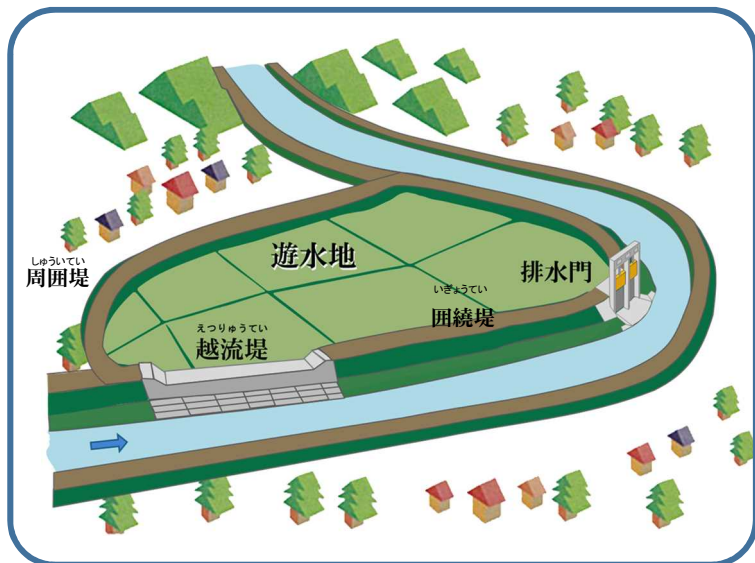 遊水地
しゅういてい
周囲堤
排水門
いぎょうてい
囲繞堤
えつりゅうてい
越流堤